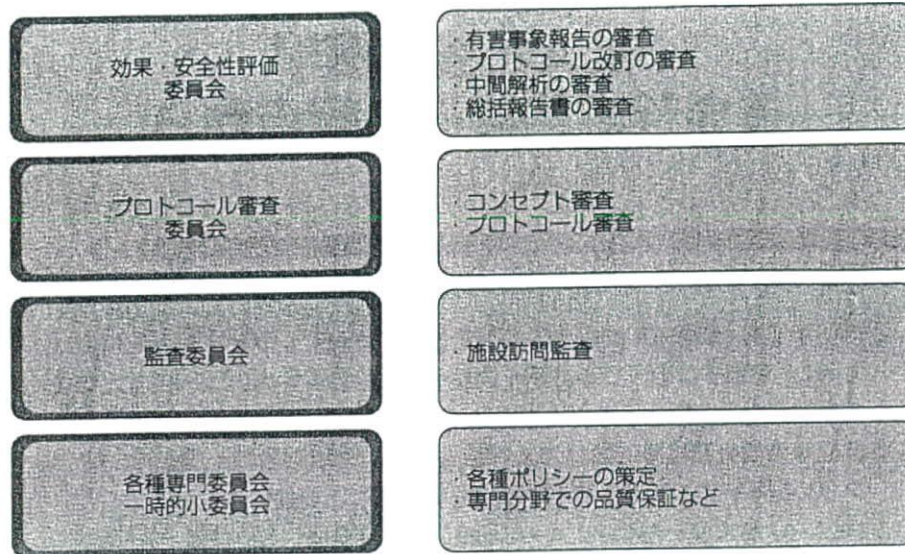 効果・安全性評価
委員会
・有害事象報告の審査
・プロトコール改訂の審査
・中間解析の審査
・総括報告書の審査
プロトコール審査
委員会
・コンセプト審査
・プロトコール審査
監査委員会
・施設訪問監査
各種専門委員会
一時的小委員会
・各種ポリシーの策定
・専門分野での品質保証など